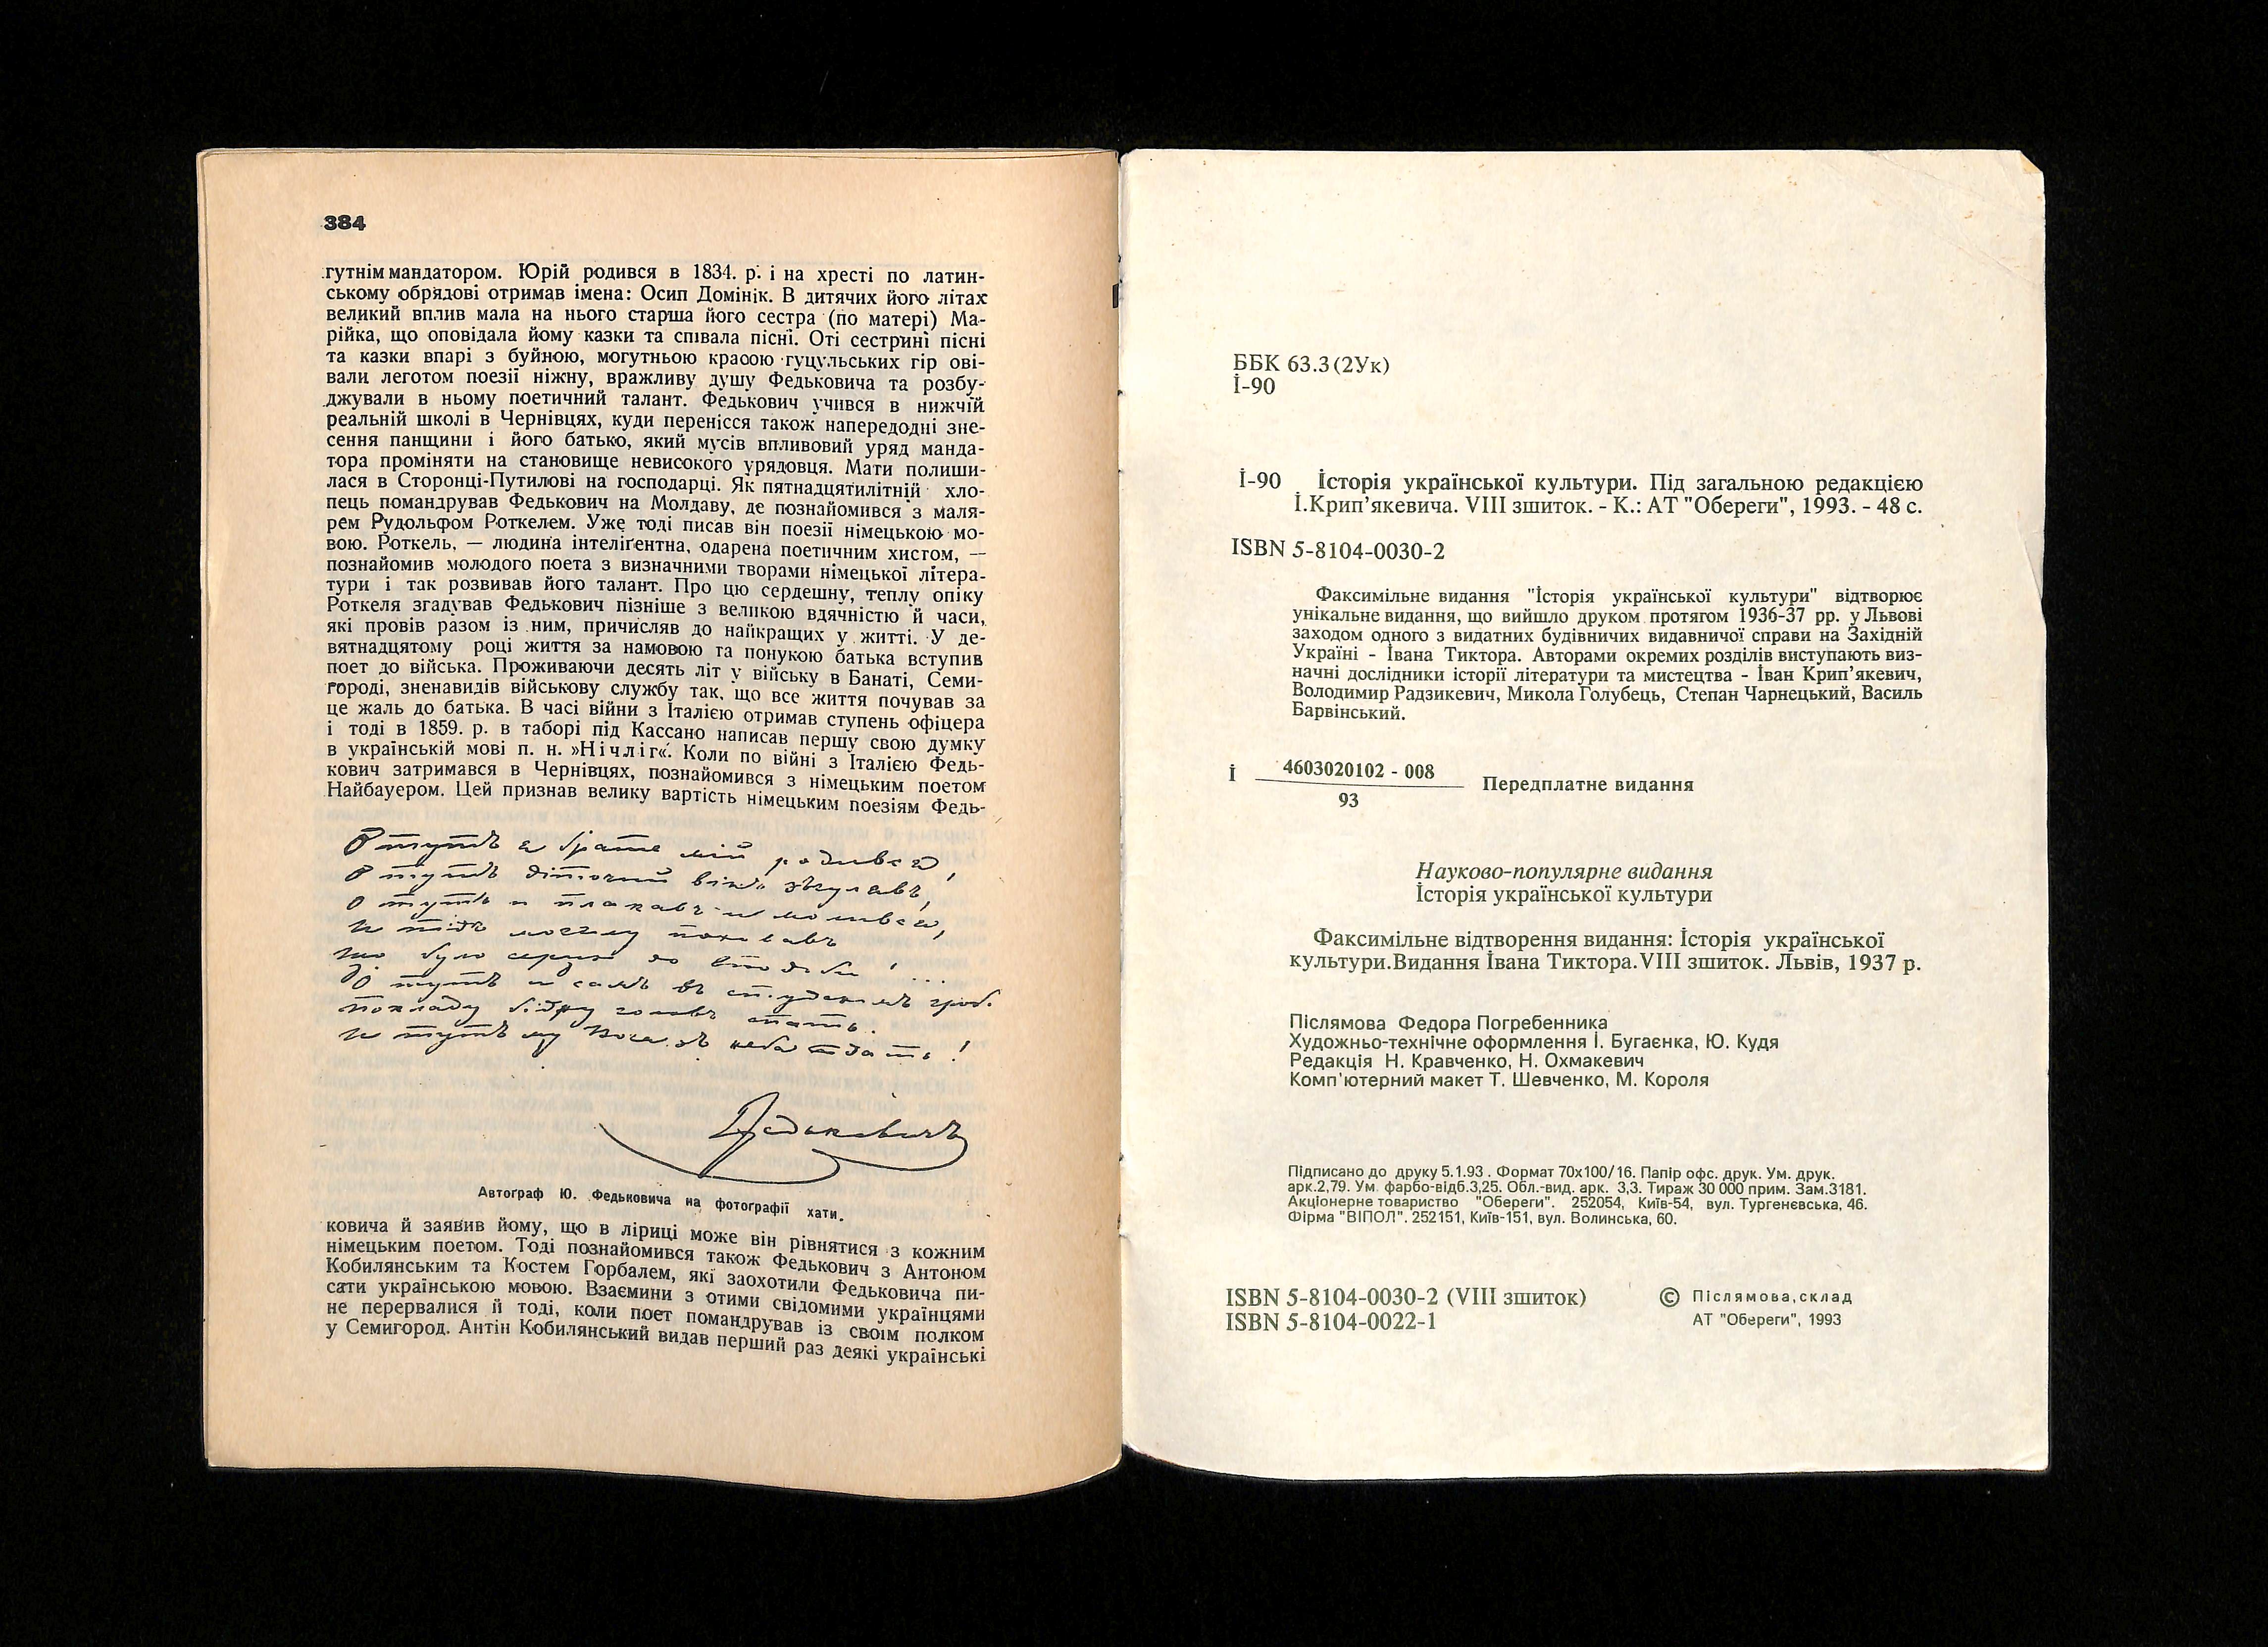 384
гутнім мандатором. Юрій родився в 1834. р. і на хресті по латин-
ському обрядові отримав імена: Осип Домінік. В дитячих його літах
великий вплив мала на нього старша його сестра (по матері) Ма-
рійка, що оповідала йому казки та співала пісні. Оті сестрині пісні
та казки впарі з буйною, могутньою красою гуцульських гір ові-
вали леготом поезії ніжну, вражливу душу Федьковича та розбу-
джували в ньому поетичний талант. Федькович учився в нижчій
реальній школі в Чернівцях, куди перенісся також напередодні зне-
сення панщини і його батько, який мусів впливовий уряд манда-
тора проміняти на становище невисокого урядовця. Мати полиши-
лася в Сторонці-Путилові на господарці. Як пятнадцятилітній хло-
пець помандрував Федькович на Молдаву, де познайомився з маля-
рем Рудольфом Роткелем. Уже тоді писав він поезії німецькою мо-
вою. Роткель, — людина інтелігентна, одарена поетичним хистом, —
познайомив молодого поета з визначними творами німецької літера-
тури і так розвивав його талант. Про цю сердешну, теплу опіку
Роткеля згадував Федькович пізніше з великою вдячністю й часи,
які провів разом із ним, причисляв до найкращих у житті. У де-
вятнадцятому році життя за намовою та понукою батька вступив
поет до війська. Проживаючи десять літ у війську в Банаті, Семи-
городі, зненавидів військову службу так, що все життя почував за
це жаль до батька. В часі війни з Італією отримав ступень офіцера
і тоді в 1859. р. в таборі під Кассано написав першу свою думку
в українській мові п. н. »Нічліг«. Коли по війні з Італією Федь-
кович затримався в Чернівцях, познайомився з німецьким поетом
Найбауером. Цей признав велику вартість німецьким поезіям Федь-
Отутъ я брате мій родився,
Отутъ дѣточий вікъ
Отутъ и плакавъ и молився,
И тутъ
Федьковичъ
Автограф Ю. Федьковича на фотографії хати.
ковича й заявив йому, що в ліриці може він рівнятися з кожним
німецьким поетом. Тоді познайомився також Федькович з Антоном
Кобилянським та Костем Горбалем, які заохотили Федьковича пи-
сати українською мовою. Взаємини з отими свідомими українцями
не перервалися й тоді, коли поет помандрував із своїм полком
у Семигород. Антін Кобилянський видав перший раз деякі українські
ББК 63.3(2Ук)
І-90
І-90 Історія української культури. Під загальною редакцією
І.Крип'якевича. VIII зшиток. - К.: АТ "Обереги", 1993. - 48 с.
ISBN 5-8104-0030-2
Факсимільне видання "Історія української культури" відтворює
унікальне видання, що вийшло друком протягом 1936-37 рр. у Львові
заходом одного з видатних будівничих видавничої справи на Західній
Україні - Івана Тиктора. Авторами окремих розділів виступають виз-
начні дослідники історії літератури та мистецтва - Іван Крип'якевич,
Володимир Радзикевич, Микола Голубець, Степан Чарнецький, Василь
Барвінський.
І 4603020102 - 008
93 Передплатне видання
Науково-популярне видання
Історія української культури
Факсимільне відтворення видання: Історія української
культури.Видання Івана Тиктора.VIII зшиток. Львів, 1937 р.
Післямова Федора Погребенника
Художньо-технічне оформлення І. Бугаєнка, Ю. Кудя
Редакція Н. Кравченко, Н. Охмакевич
Комп'ютерний макет Т. Шевченко, М. Короля
Підписано до друку 5.1.93 . Формат 70х100/16. Папір офс. друк. Ум. друк.
арк.2,79. Ум. фарбо-відб.3,25. Обл.-вид. арк. 3,3. Тираж 30 000 прим. Зам.3181.
Акціонерне товариство "Обереги". 252054, Київ-54, вул. Тургенєвська, 46.
Фірма "ВІПОЛ". 252151, Київ-151, вул. Волинська, 60.
ISBN 5-8104-0030-2 (VIII зшиток)
ISBN 5-8104-0022-1
© Післямова,склад
АТ "Обереги", 1993